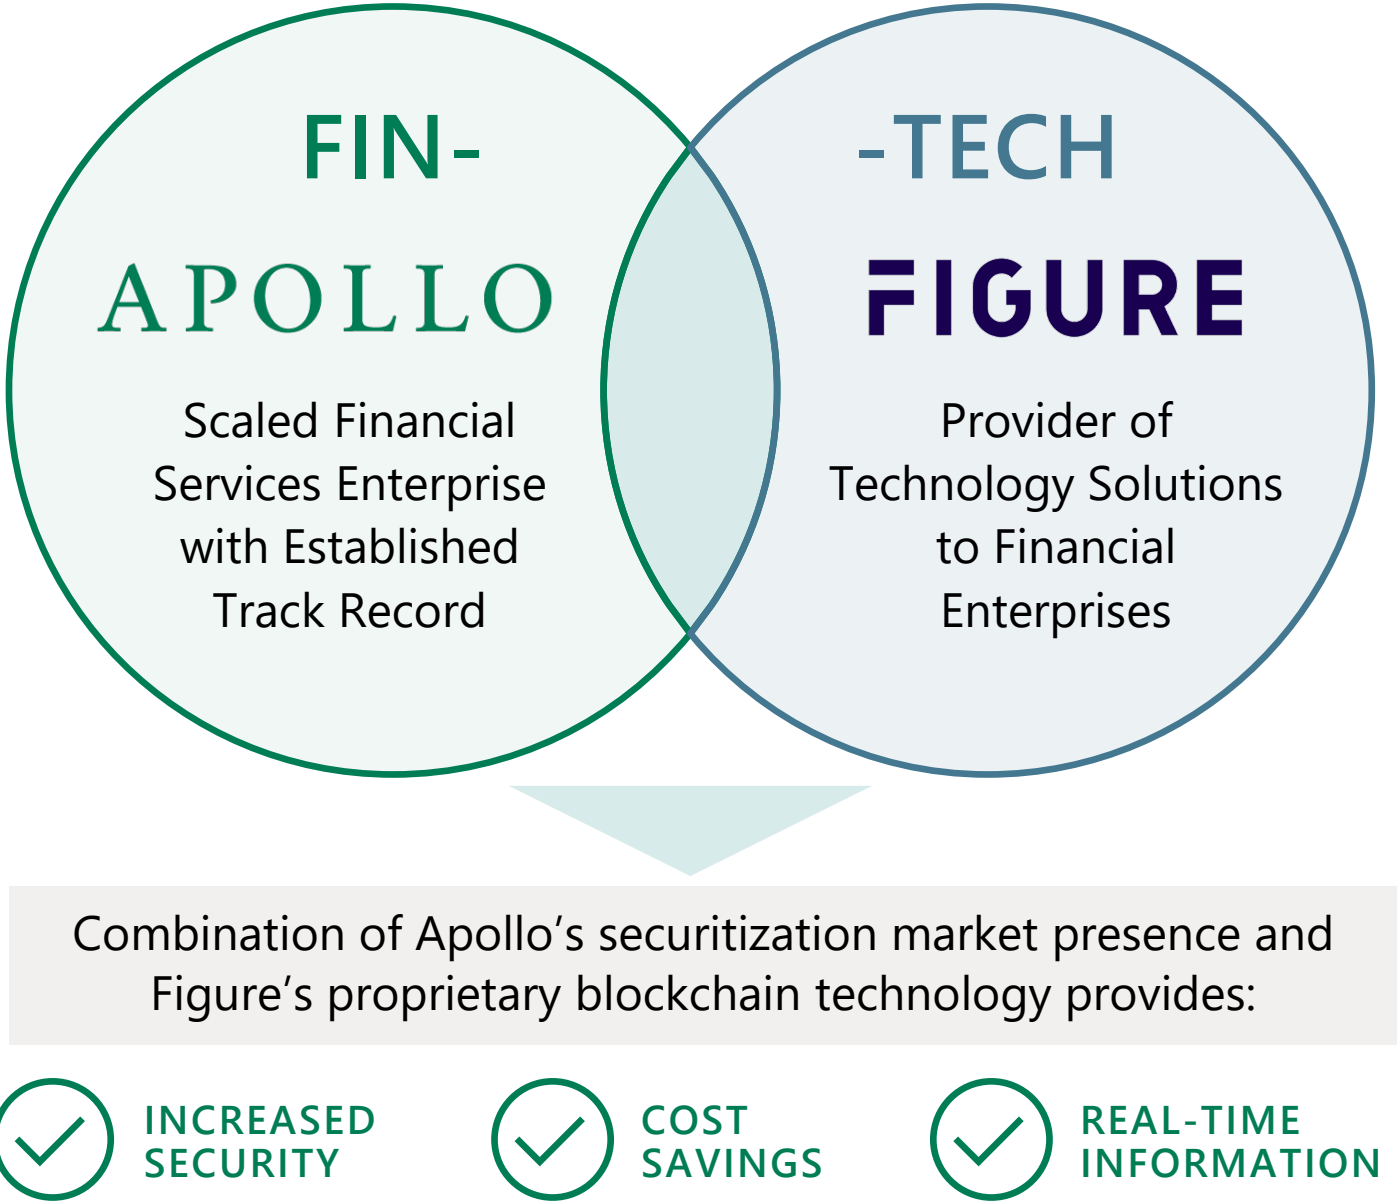 FIN-
APOLLO
Scaled Financial
Services Enterprise
with Established
Track Record
-TECH
FIGURE
Provider of
Technology Solutions
to Financial
Enterprises
Combination of Apollo’s securitization market presence and
Figure’s proprietary blockchain technology provides:
INCREASED
SECURITY
COST
SAVINGS
REAL-TIME
INFORMATION